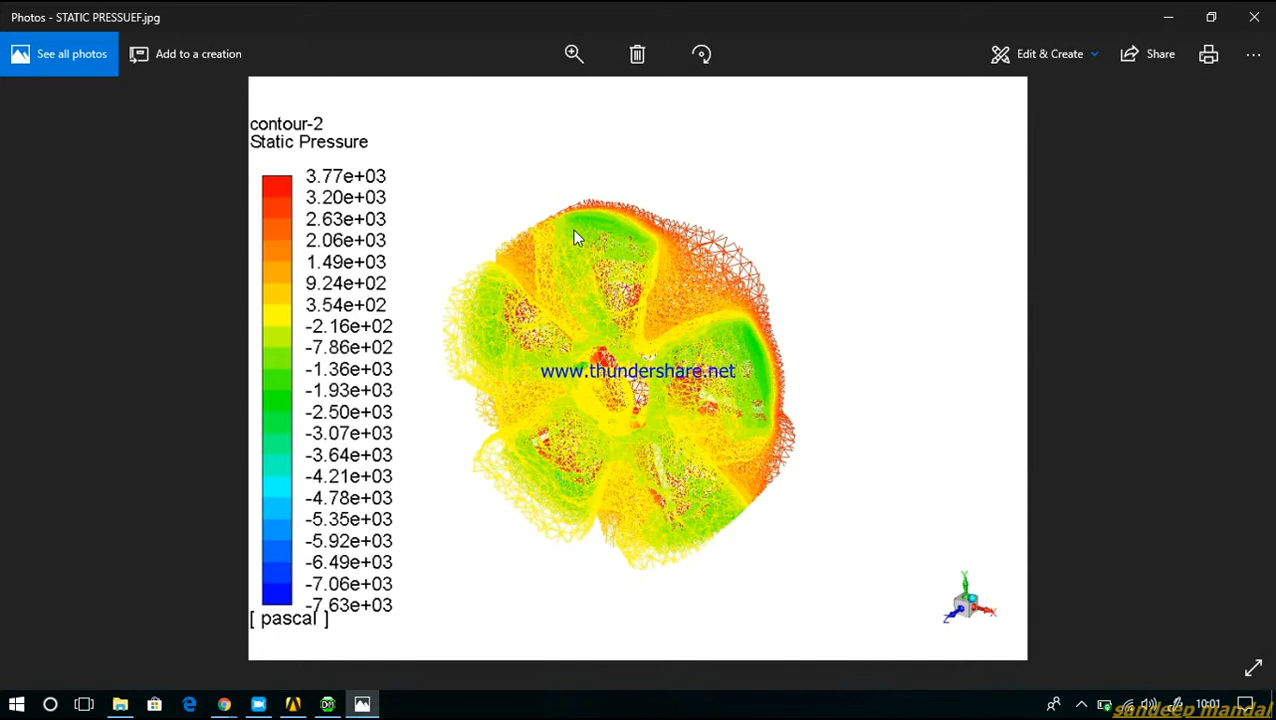 Photos - STATIC PRESSUEF.jpg
See all photos
Add to a creation
Edit & Create
Share
contour-2
Static Pressure
3.77e+03
3.20e+03
2.63e+03
2.06e+03
1.49e+03
9.24e+02
3.54e+02
-2.16e+02
-7.86e+02
-1.36e+03
-1.93e+03
-2.50e+03
-3.07e+03
-3.64e+03
-4.21e+03
-4.78e+03
-5.35e+03
-5.92e+03
-6.49e+03
-7.06e+03
-7.63e+03
[ pascal ]
www.thundershare.net
Y
Z
X
DM
10:01
sandeep mandal